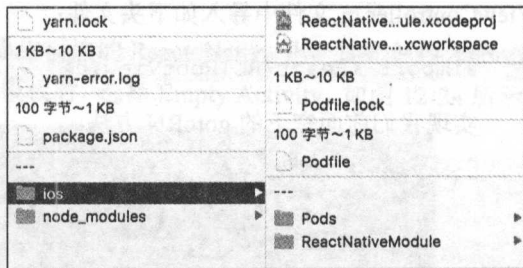 yarn.lock
1 KB～10 KB
yarn-error.log
100 字节～1 KB
package.json
---
ios
node_modules
ReactNative...ule.xcodeproj
ReactNative....xcworkspace
1 KB～10 KB
Podfile.lock
100 字节～1 KB
Podfile
---
Pods
ReactNativeModule